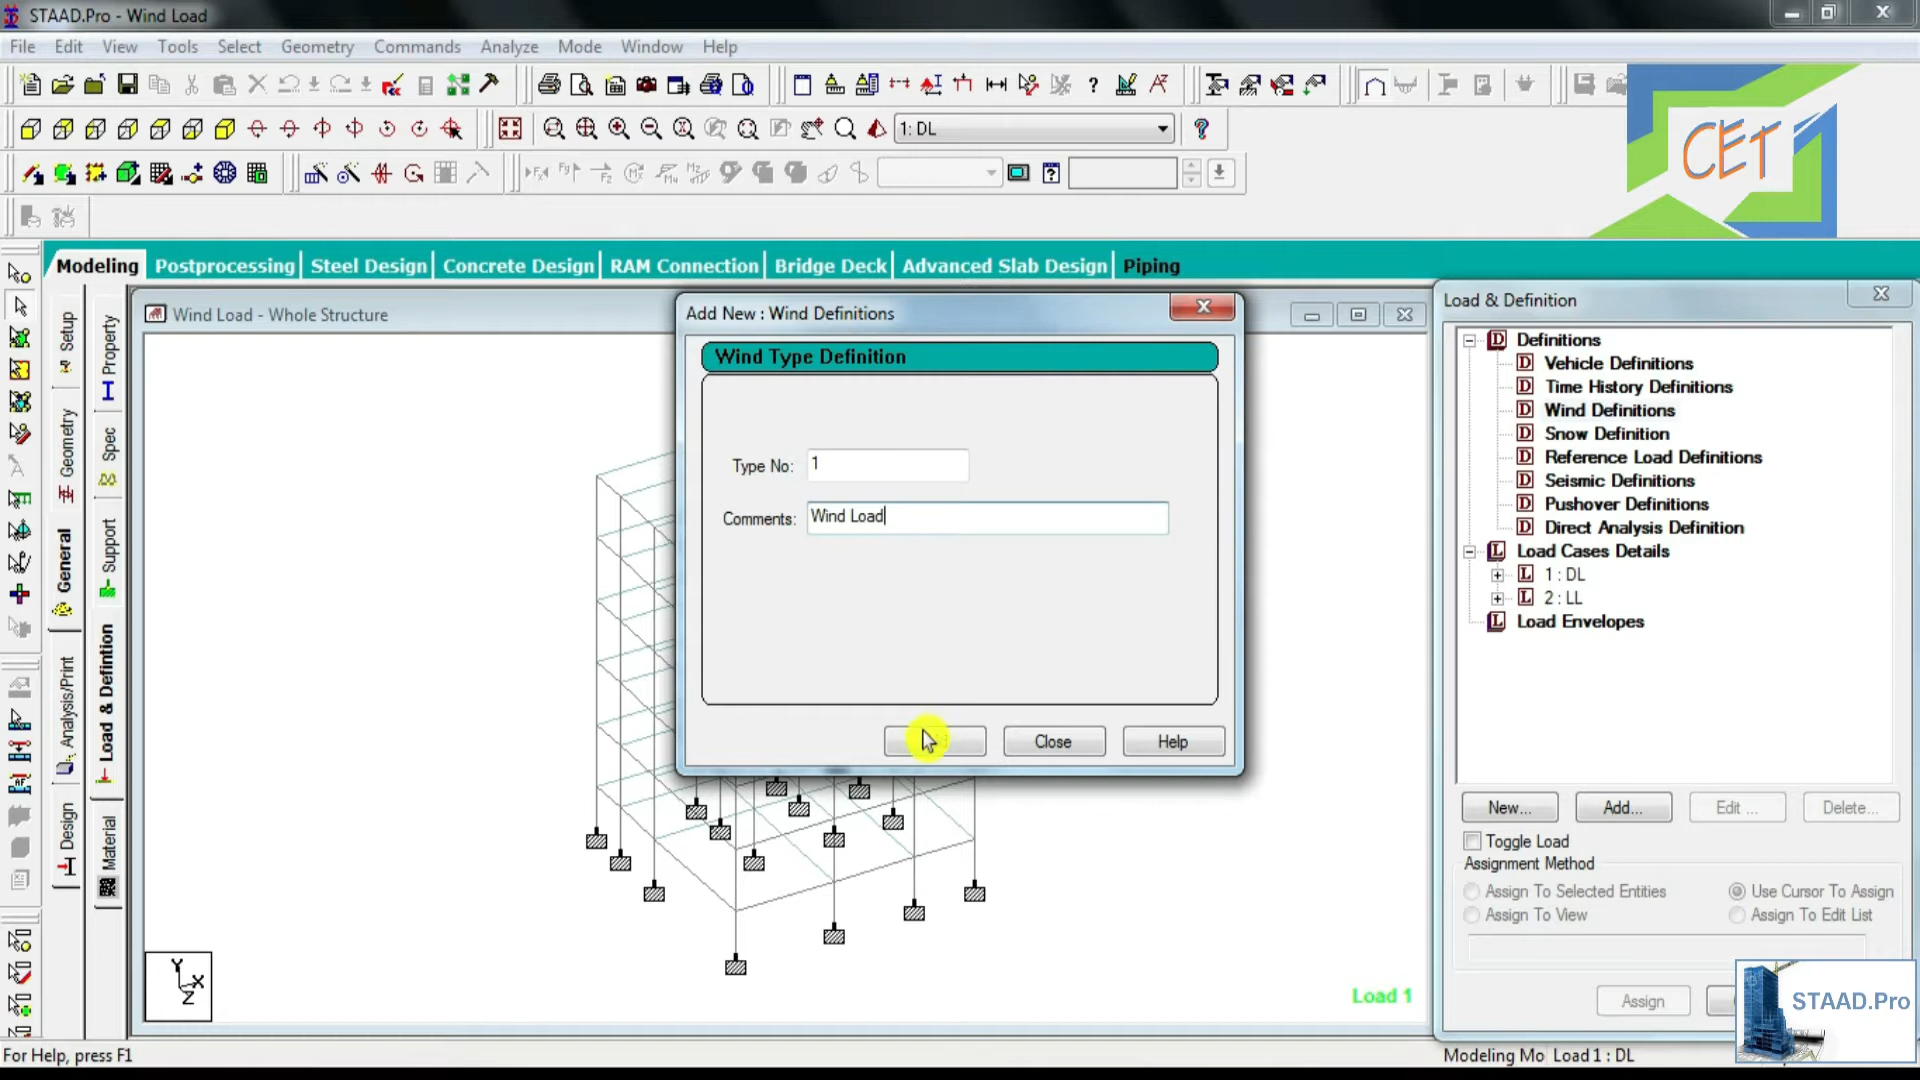 STAAD.Pro - Wind Load
File Edit View Tools Select Geometry Commands Analyze Mode Window Help
1: DL
CET
Modeling Postprocessing Steel Design Concrete Design RAM Connection Bridge Deck Advanced Slab Design Piping
Setup
Geometry
General
Analysis/Print
Design
Property
Spec
Support
Load & Defintion
Material
Wind Load - Whole Structure
Add New : Wind Definitions
Wind Type Definition
Type No: 1
Comments: Wind Load
Close
Help
Load 1
Y
X
Z
Load & Definition
Definitions
Vehicle Definitions
Time History Definitions
Wind Definitions
Snow Definition
Reference Load Definitions
Seismic Definitions
Pushover Definitions
Direct Analysis Definition
Load Cases Details
1 : DL
2 : LL
Load Envelopes
New... Add... Edit ... Delete...
Toggle Load
Assignment Method
Assign To Selected Entities Use Cursor To Assign
Assign To View Assign To Edit List
Assign
STAAD.Pro
For Help, press F1
Modeling Mo Load 1 : DL